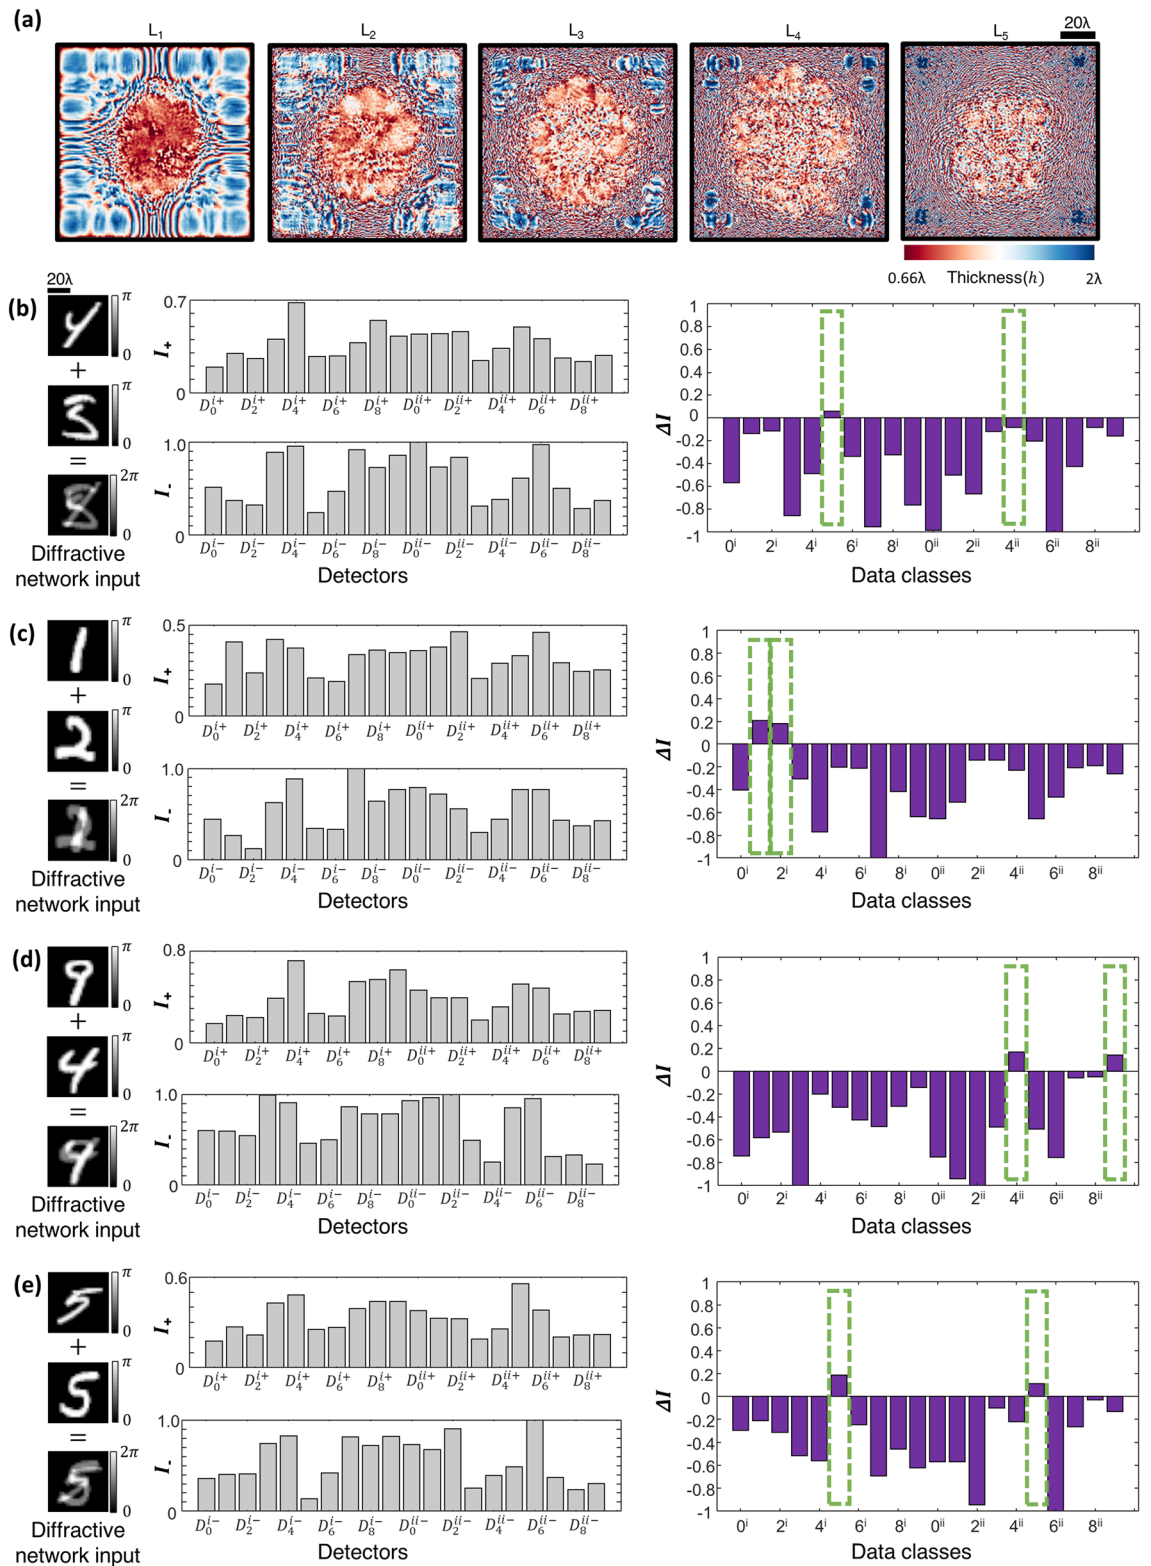 (a)
L₁ L₂ L₃ L₄ L₅ 20λ
0.66λ Thickness(h) 2λ
(b)
20λ
π
0
+
π
0
=
2π
0
Diffractive
network input
0.7
I₊
0
D₀ⁱ⁺ D₂ⁱ⁺ D₄ⁱ⁺ D₆ⁱ⁺ D₈ⁱ⁺ D₀ⁱⁱ⁺ D₂ⁱⁱ⁺ D₄ⁱⁱ⁺ D₆ⁱⁱ⁺ D₈ⁱⁱ⁺
1.0
I₋
0
D₀ⁱ⁻ D₂ⁱ⁻ D₄ⁱ⁻ D₆ⁱ⁻ D₈ⁱ⁻ D₀ⁱⁱ⁻ D₂ⁱⁱ⁻ D₄ⁱⁱ⁻ D₆ⁱⁱ⁻ D₈ⁱⁱ⁻
Detectors
1
0.8
0.6
0.4
0.2
0
-0.2
-0.4
-0.6
-0.8
-1
ΔI
0ⁱ 2ⁱ 4ⁱ 6ⁱ 8ⁱ 0ⁱⁱ 2ⁱⁱ 4ⁱⁱ 6ⁱⁱ 8ⁱⁱ
Data classes
(c)
π
0
+
π
0
=
2π
0
Diffractive
network input
0.5
I₊
0
D₀ⁱ⁺ D₂ⁱ⁺ D₄ⁱ⁺ D₆ⁱ⁺ D₈ⁱ⁺ D₀ⁱⁱ⁺ D₂ⁱⁱ⁺ D₄ⁱⁱ⁺ D₆ⁱⁱ⁺ D₈ⁱⁱ⁺
1.0
I₋
0
D₀ⁱ⁻ D₂ⁱ⁻ D₄ⁱ⁻ D₆ⁱ⁻ D₈ⁱ⁻ D₀ⁱⁱ⁻ D₂ⁱⁱ⁻ D₄ⁱⁱ⁻ D₆ⁱⁱ⁻ D₈ⁱⁱ⁻
Detectors
1
0.8
0.6
0.4
0.2
0
-0.2
-0.4
-0.6
-0.8
-1
ΔI
0ⁱ 2ⁱ 4ⁱ 6ⁱ 8ⁱ 0ⁱⁱ 2ⁱⁱ 4ⁱⁱ 6ⁱⁱ 8ⁱⁱ
Data classes
(d)
π
0
+
π
0
=
2π
0
Diffractive
network input
0.8
I₊
0
D₀ⁱ⁺ D₂ⁱ⁺ D₄ⁱ⁺ D₆ⁱ⁺ D₈ⁱ⁺ D₀ⁱⁱ⁺ D₂ⁱⁱ⁺ D₄ⁱⁱ⁺ D₆ⁱⁱ⁺ D₈ⁱⁱ⁺
1.0
I₋
0
D₀ⁱ⁻ D₂ⁱ⁻ D₄ⁱ⁻ D₆ⁱ⁻ D₈ⁱ⁻ D₀ⁱⁱ⁻ D₂ⁱⁱ⁻ D₄ⁱⁱ⁻ D₆ⁱⁱ⁻ D₈ⁱⁱ⁻
Detectors
1
0.8
0.6
0.4
0.2
0
-0.2
-0.4
-0.6
-0.8
-1
ΔI
0ⁱ 2ⁱ 4ⁱ 6ⁱ 8ⁱ 0ⁱⁱ 2ⁱⁱ 4ⁱⁱ 6ⁱⁱ 8ⁱⁱ
Data classes
(e)
π
0
+
π
0
=
2π
0
Diffractive
network input
0.6
I₊
0
D₀ⁱ⁺ D₂ⁱ⁺ D₄ⁱ⁺ D₆ⁱ⁺ D₈ⁱ⁺ D₀ⁱⁱ⁺ D₂ⁱⁱ⁺ D₄ⁱⁱ⁺ D₆ⁱⁱ⁺ D₈ⁱⁱ⁺
1.0
I₋
0
D₀ⁱ⁻ D₂ⁱ⁻ D₄ⁱ⁻ D₆ⁱ⁻ D₈ⁱ⁻ D₀ⁱⁱ⁻ D₂ⁱⁱ⁻ D₄ⁱⁱ⁻ D₆ⁱⁱ⁻ D₈ⁱⁱ⁻
Detectors
1
0.8
0.6
0.4
0.2
0
-0.2
-0.4
-0.6
-0.8
-1
ΔI
0ⁱ 2ⁱ 4ⁱ 6ⁱ 8ⁱ 0ⁱⁱ 2ⁱⁱ 4ⁱⁱ 6ⁱⁱ 8ⁱⁱ
Data classes